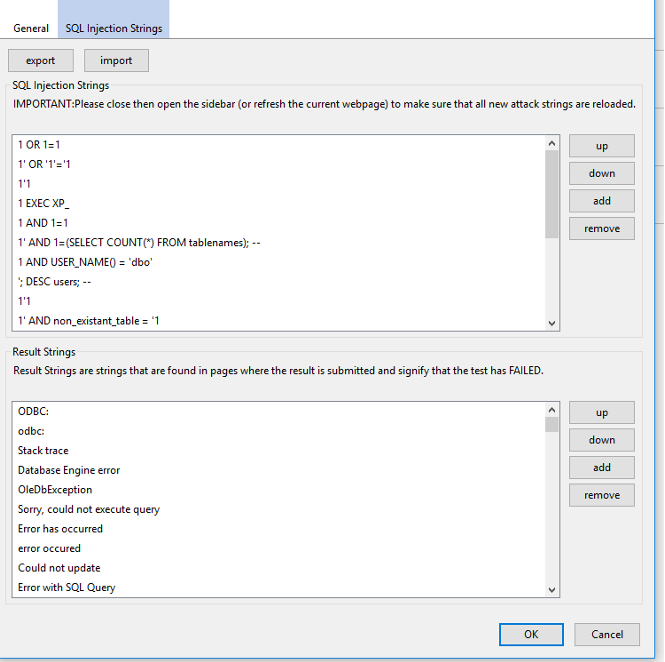 General
SQL Injection Strings
export
import
SQL Injection Strings
IMPORTANT:Please close then open the sidebar (or refresh the current webpage) to make sure that all new attack strings are reloaded.
1 OR 1=1
1' OR '1'='1
1'1
1 EXEC XP_
1 AND 1=1
1' AND 1=(SELECT COUNT(*) FROM tablenames); --
1 AND USER_NAME() = 'dbo'
'; DESC users; --
1'1
1' AND non_existant_table = '1
up
down
add
remove
Result Strings
Result Strings are strings that are found in pages where the result is submitted and signify that the test has FAILED.
ODBC:
odbc:
Stack trace
Database Engine error
OleDbException
Sorry, could not execute query
Error has occurred
error occured
Could not update
Error with SQL Query
up
down
add
remove
OK
Cancel